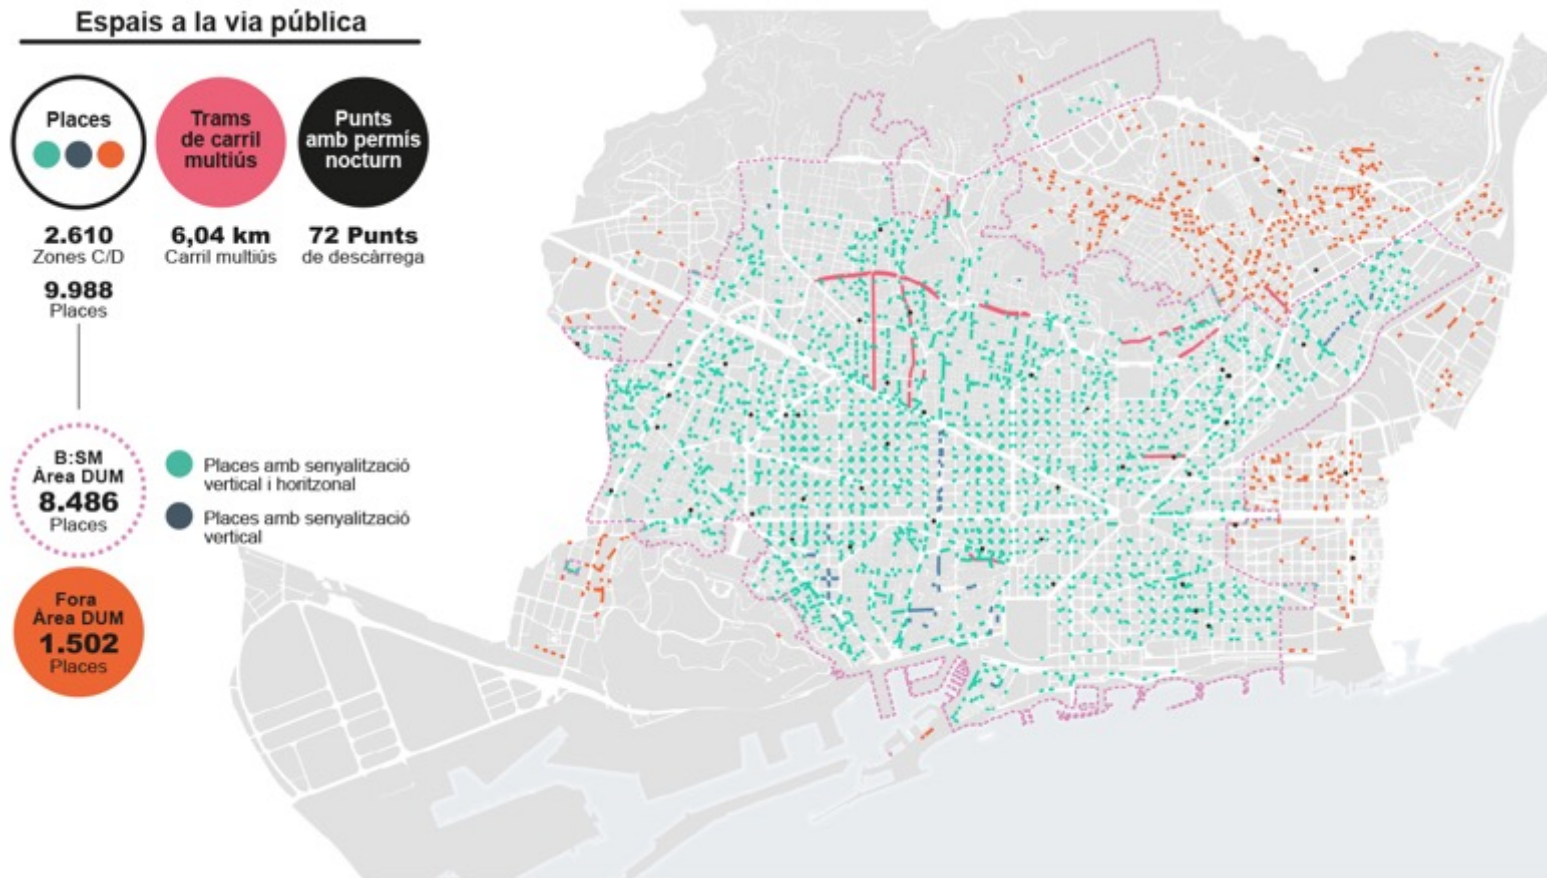 Espais a la via pública
Places
Trams
de carril
multiús
Punts
amb permís
nocturn
2.610
Zones C/D
9.988
Places
6,04 km
Carril multiús
72 Punts
de descàrrega
B:SM
Àrea DUM
8.486
Places
Places amb senyalització
vertical i horitzonal
Places amb senyalització
vertical
Fora
Àrea DUM
1.502
Places